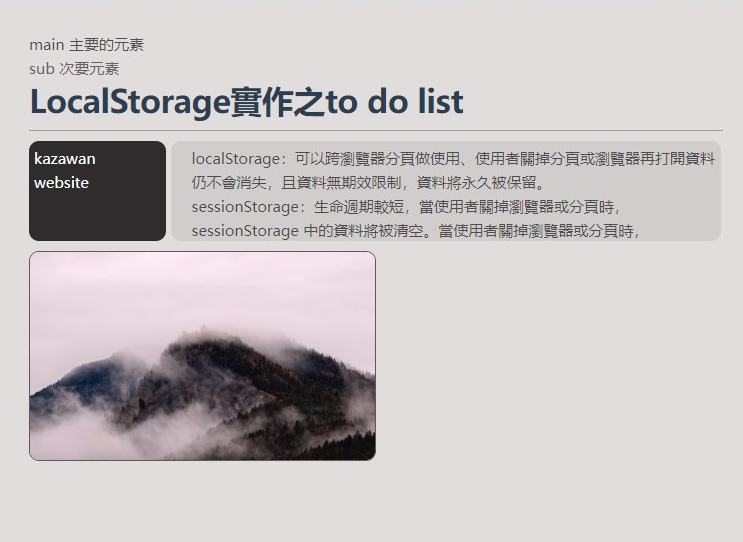 main 主要的元素
sub 次要元素
LocalStorage實作之to do list
kazawan
website
localStorage：可以跨瀏覽器分頁做使用、使用者關掉分頁或瀏覽器再打開資料
仍不會消失，且資料無期效限制，資料將永久被保留。
sessionStorage：生命週期較短，當使用者關掉瀏覽器或分頁時，
sessionStorage 中的資料將被清空。當使用者關掉瀏覽器或分頁時，